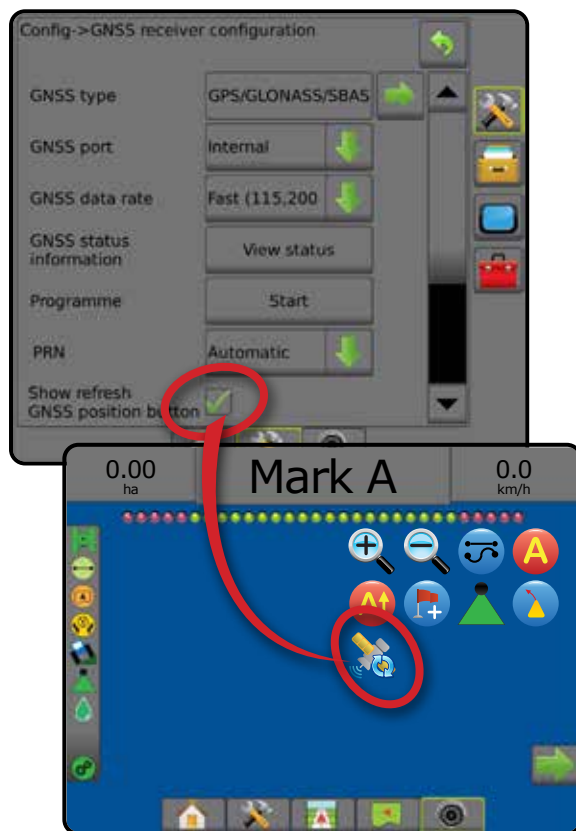 Config->GNSS receiver configuration
GNSS type GPS/GLONASS/SBAS
GNSS port Internal
GNSS data rate Fast (115,200
GNSS status
information View status
Programme Start
PRN Automatic
Show refresh
GNSS position button
0.00 Mark A 0.0
ha km/h
A
A